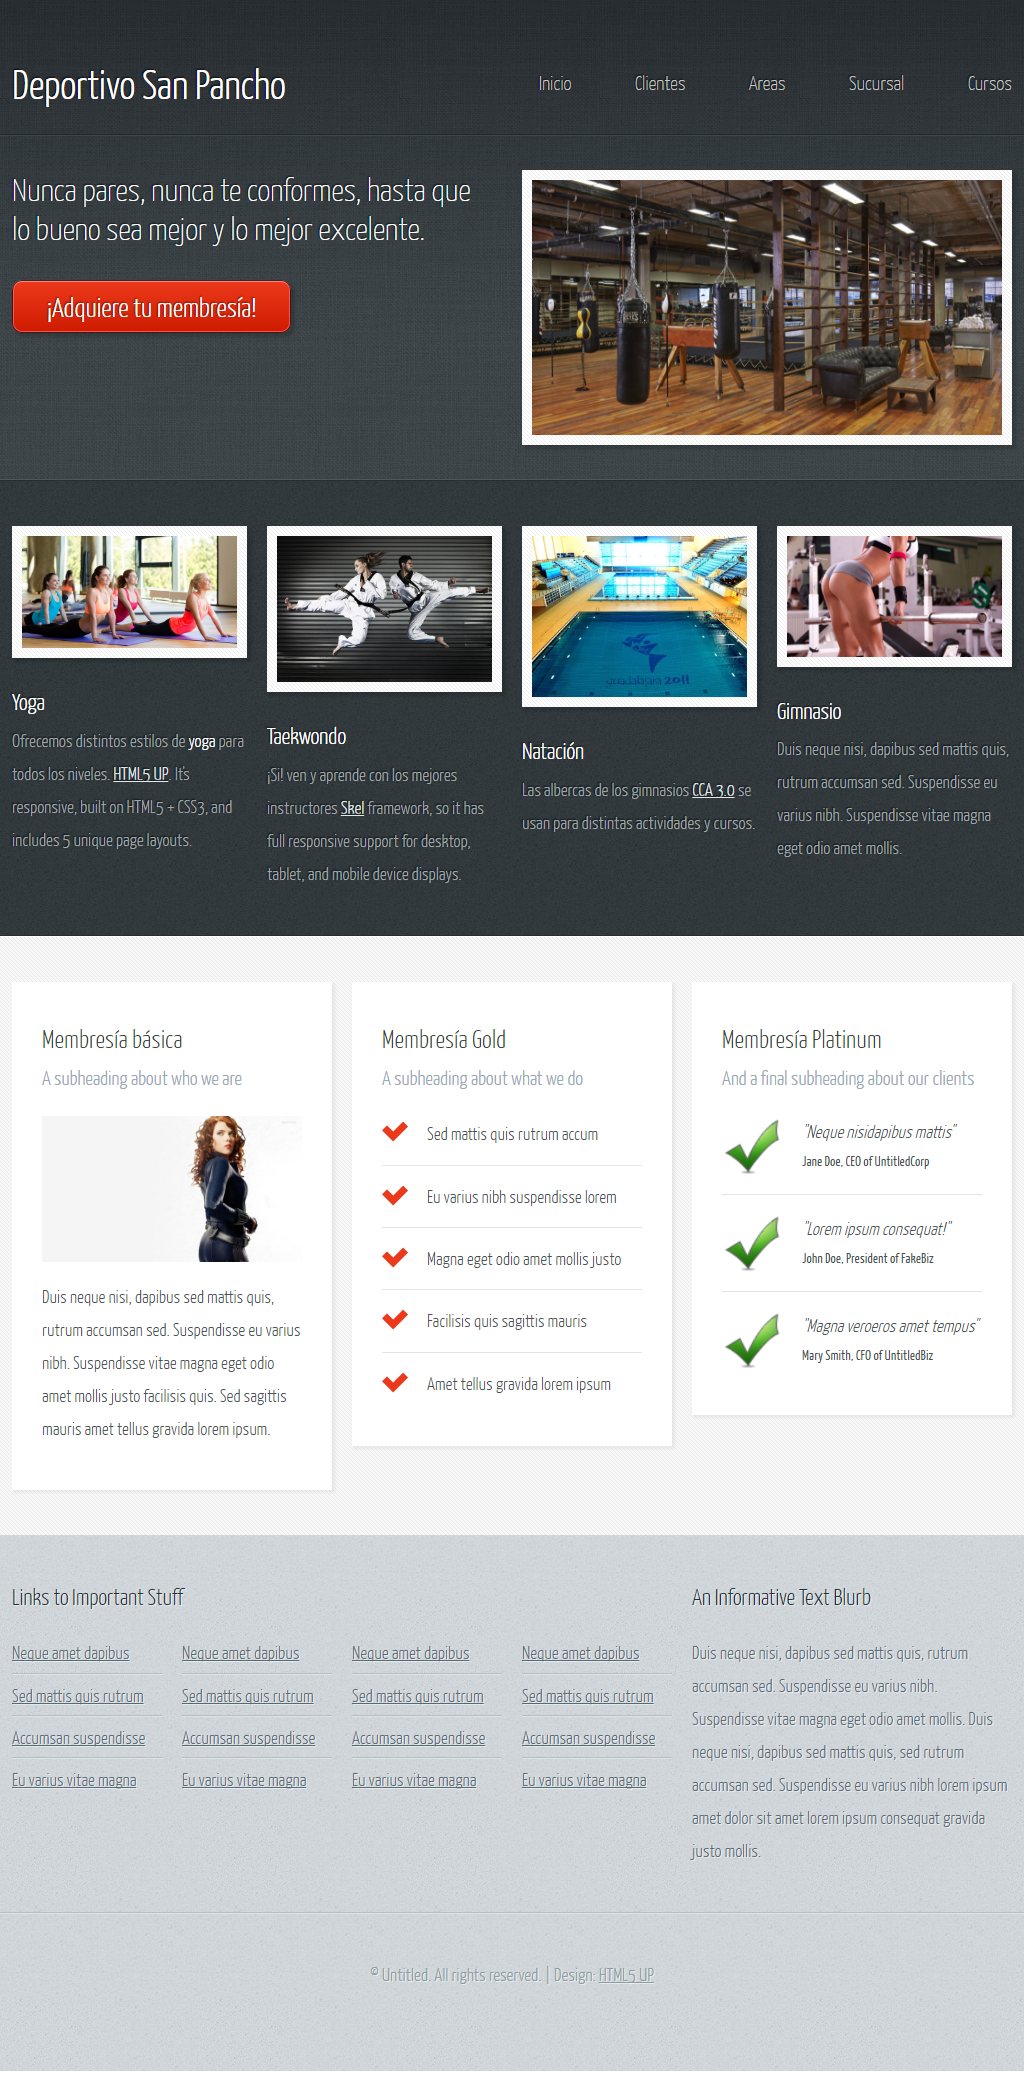 Deportivo San Pancho
Inicio
Clientes
Areas
Sucursal
Cursos
Nunca pares, nunca te conformes, hasta que
lo bueno sea mejor y lo mejor excelente.
¡Adquiere tu membresía!
guadalajara 2011
Yoga
Ofrecemos distintos estilos de yoga para
todos los niveles. HTML5 UP. It's
responsive, built on HTML5 + CSS3, and
includes 5 unique page layouts.
Taekwondo
¡Si! ven y aprende con los mejores
instructores Skel framework, so it has
full responsive support for desktop,
tablet, and mobile device displays.
Natación
Las albercas de los gimnasios CCA 3.0 se
usan para distintas actividades y cursos.
Gimnasio
Duis neque nisi, dapibus sed mattis quis,
rutrum accumsan sed. Suspendisse eu
varius nibh. Suspendisse vitae magna
eget odio amet mollis.
Membresía básica
A subheading about who we are
Duis neque nisi, dapibus sed mattis quis,
rutrum accumsan sed. Suspendisse eu varius
nibh. Suspendisse vitae magna eget odio
amet mollis justo facilisis quis. Sed sagittis
mauris amet tellus gravida lorem ipsum.
Membresía Gold
A subheading about what we do
Sed mattis quis rutrum accum
Eu varius nibh suspendisse lorem
Magna eget odio amet mollis justo
Facilisis quis sagittis mauris
Amet tellus gravida lorem ipsum
Membresía Platinum
And a final subheading about our clients
"Neque nisidapibus mattis"
Jane Doe, CEO of UntitledCorp
"Lorem ipsum consequat!"
John Doe, President of FakeBiz
"Magna veroeros amet tempus"
Mary Smith, CFO of UntitledBiz
Links to Important Stuff
Neque amet dapibus
Sed mattis quis rutrum
Accumsan suspendisse
Eu varius vitae magna
Neque amet dapibus
Sed mattis quis rutrum
Accumsan suspendisse
Eu varius vitae magna
Neque amet dapibus
Sed mattis quis rutrum
Accumsan suspendisse
Eu varius vitae magna
Neque amet dapibus
Sed mattis quis rutrum
Accumsan suspendisse
Eu varius vitae magna
An Informative Text Blurb
Duis neque nisi, dapibus sed mattis quis, rutrum
accumsan sed. Suspendisse eu varius nibh.
Suspendisse vitae magna eget odio amet mollis. Duis
neque nisi, dapibus sed mattis quis, sed rutrum
accumsan sed. Suspendisse eu varius nibh lorem ipsum
amet dolor sit amet lorem ipsum consequat gravida
justo mollis.
© Untitled. All rights reserved. | Design: HTML5 UP